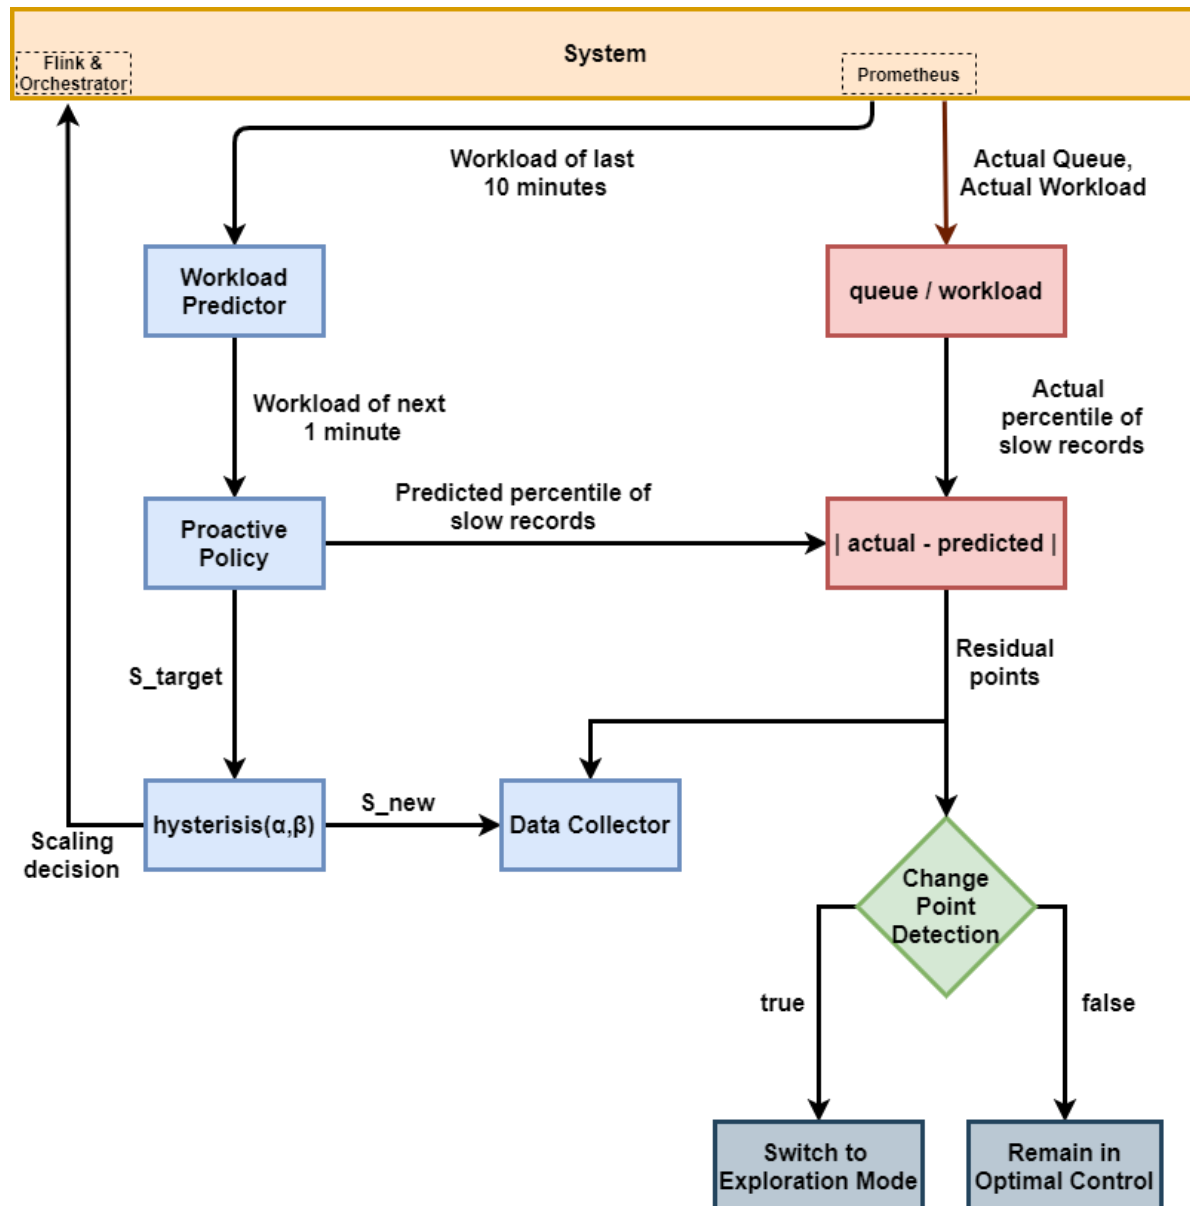 System
Flink &
Orchestrator
Prometheus
Workload of last
10 minutes
Actual Queue,
Actual Workload
Workload
Predictor
queue / workload
Workload of next
1 minute
Actual
percentile of
slow records
Predicted percentile of
slow records
Proactive
Policy
| actual - predicted |
S_target
Residual
points
hysterisis(α,β)
S_new
Data Collector
Scaling
decision
Change
Point
Detection
true
false
Switch to
Exploration Mode
Remain in
Optimal Control